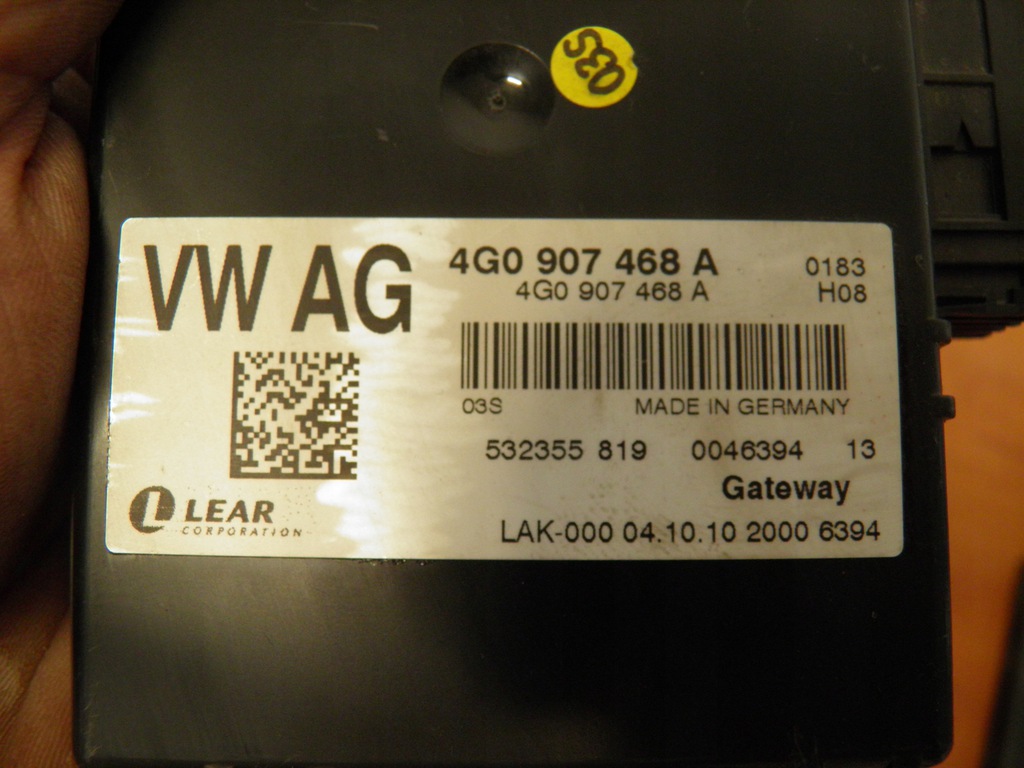 03S
VW AG
4G0 907 468 A
0183
4G0 907 468 A
H08
03S
MADE IN GERMANY
532355 819 0046394 13
Gateway
LEAR
CORPORATION
LAK-000 04.10.10 2000 6394